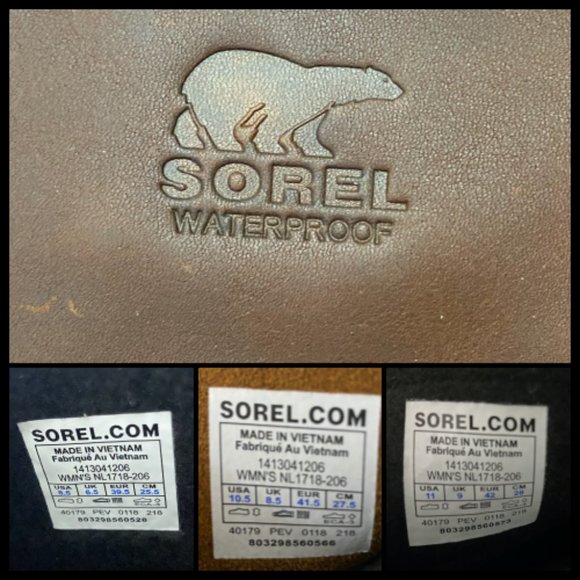 SOREL
WATERPROOF
SOREL.COM
MADE IN VIETNAM
Fabriqué Au Vietnam
1413041206
WMN'S NL1718-206
USA UK EUR CM
8.5 6.5 39.5 25.5
40179 PEV 0118 218
803298560528
SOREL.COM
MADE IN VIETNAM
Fabriqué Au Vietnam
1413041206
WMN'S NL1718-206
USA UK EUR CM
10.5 8.5 41.5 27.5
ECA-2
40179 PEV 0118 218
803298560566
SOREL.COM
MADE IN VIETNAM
Fabriqué Au Vietnam
1413041206
WMN'S NL1718-206
USA UK EUR CM
11 9 42 28
40179 PEV 0118 218
803298560573